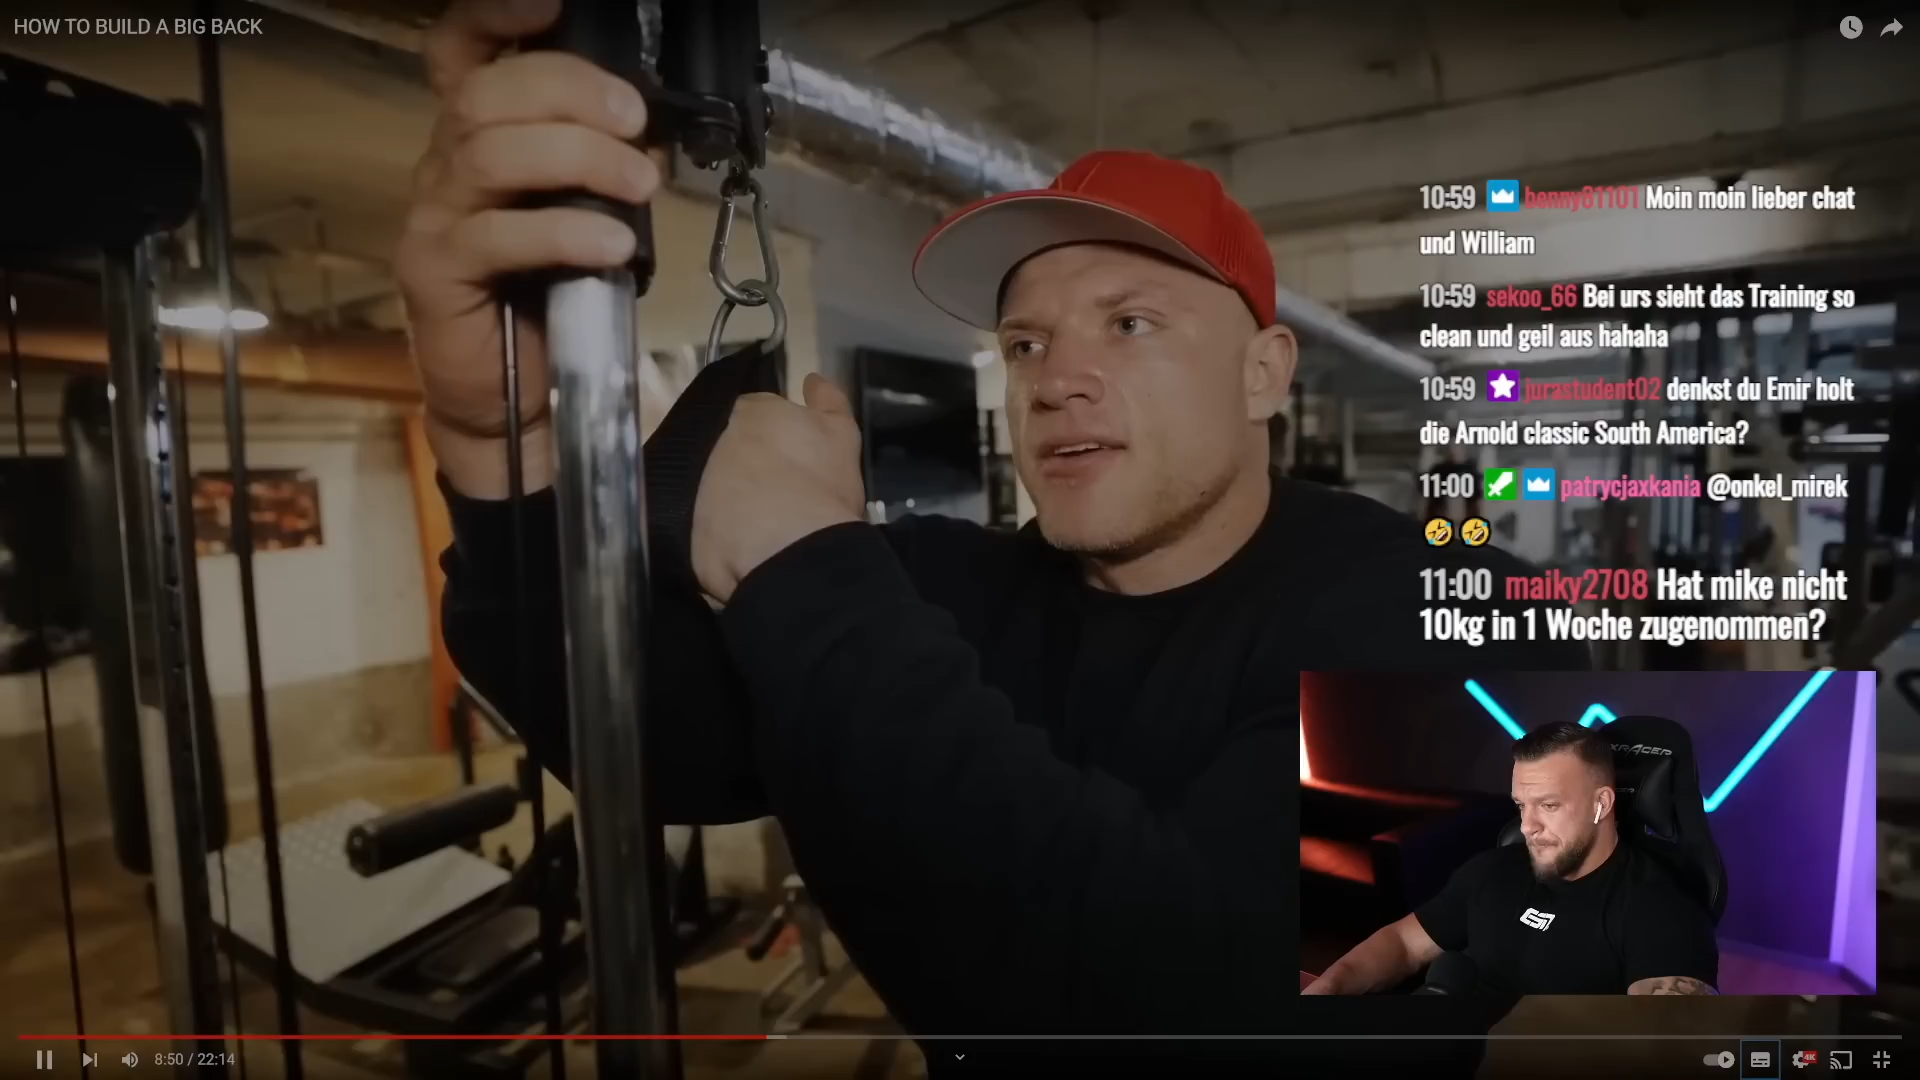 HOW TO BUILD A BIG BACK
10:59 benny81101 Moin moin lieber chat
und William
10:59 sekoo_66 Bei urs sieht das Training so
clean und geil aus hahaha
10:59 jurastudent02 denkst du Emir holt
die Arnold classic South America?
11:00 patrycjaxkania @onkel_mirek
🤣 🤣
11:00 maiky2708 Hat mike nicht
10kg in 1 Woche zugenommen?
XRACER
8:50 / 22:14
4K